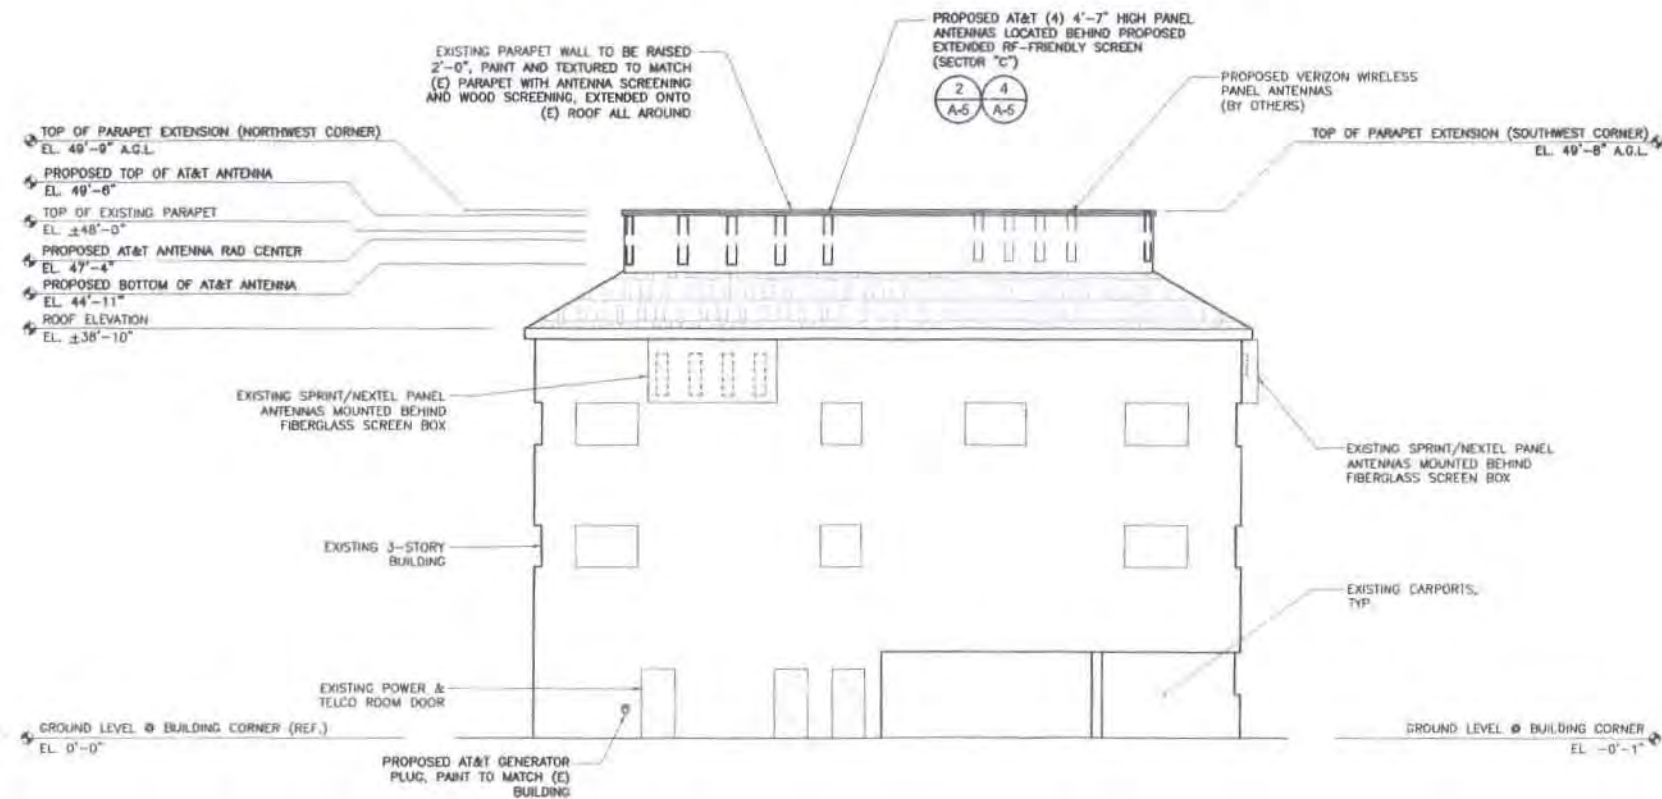 PROPOSED AT&T (4) 4'-7" HIGH PANEL
ANTENNAS LOCATED BEHIND PROPOSED
EXTENDED RF-FRIENDLY SCREEN
(SECTOR "C")
2
A-5
4
A-5
EXISTING PARAPET WALL TO BE RAISED
2'-0", PAINT AND TEXTURED TO MATCH
(E) PARAPET WITH ANTENNA SCREENING
AND WOOD SCREENING, EXTENDED ONTO
(E) ROOF ALL AROUND
PROPOSED VERIZON WIRELESS
PANEL ANTENNAS
(BY OTHERS)
TOP OF PARAPET EXTENSION (NORTHWEST CORNER)
EL. 49'-9" A.G.L.
TOP OF PARAPET EXTENSION (SOUTHWEST CORNER)
EL. 49'-8" A.G.L.
PROPOSED TOP OF AT&T ANTENNA
EL. 49'-6"
TOP OF EXISTING PARAPET
EL. ±48'-0"
PROPOSED AT&T ANTENNA RAD CENTER
EL. 47'-4"
PROPOSED BOTTOM OF AT&T ANTENNA
EL. 44'-11"
ROOF ELEVATION
EL. ±38'-10"
EXISTING SPRINT/NEXTEL PANEL
ANTENNAS MOUNTED BEHIND
FIBERGLASS SCREEN BOX
EXISTING SPRINT/NEXTEL PANEL
ANTENNAS MOUNTED BEHIND
FIBERGLASS SCREEN BOX
EXISTING 3-STORY
BUILDING
EXISTING CARPORTS,
TYP
EXISTING POWER &
TELCO ROOM DOOR
GROUND LEVEL @ BUILDING CORNER (REF.)
EL. 0'-0"
GROUND LEVEL @ BUILDING CORNER
EL -0'-1"
PROPOSED AT&T GENERATOR
PLUG, PAINT TO MATCH (E)
BUILDING